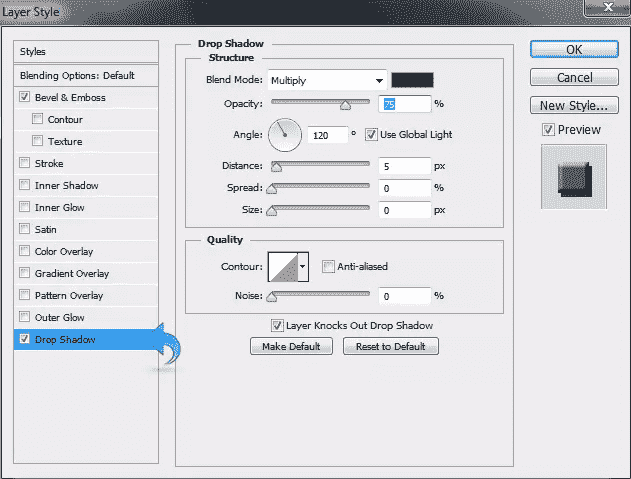 Layer Style
Styles
Blending Options: Default
Bevel & Emboss
Contour
Texture
Stroke
Inner Shadow
Inner Glow
Satin
Color Overlay
Gradient Overlay
Pattern Overlay
Outer Glow
Drop Shadow
Drop Shadow
Structure
Blend Mode: Multiply
Opacity: 75 %
Angle: 120 ° Use Global Light
Distance: 5 px
Spread: 0 %
Size: 0 px
Quality
Contour: Anti-aliased
Noise: 0 %
Layer Knocks Out Drop Shadow
Make Default Reset to Default
OK
Cancel
New Style...
Preview